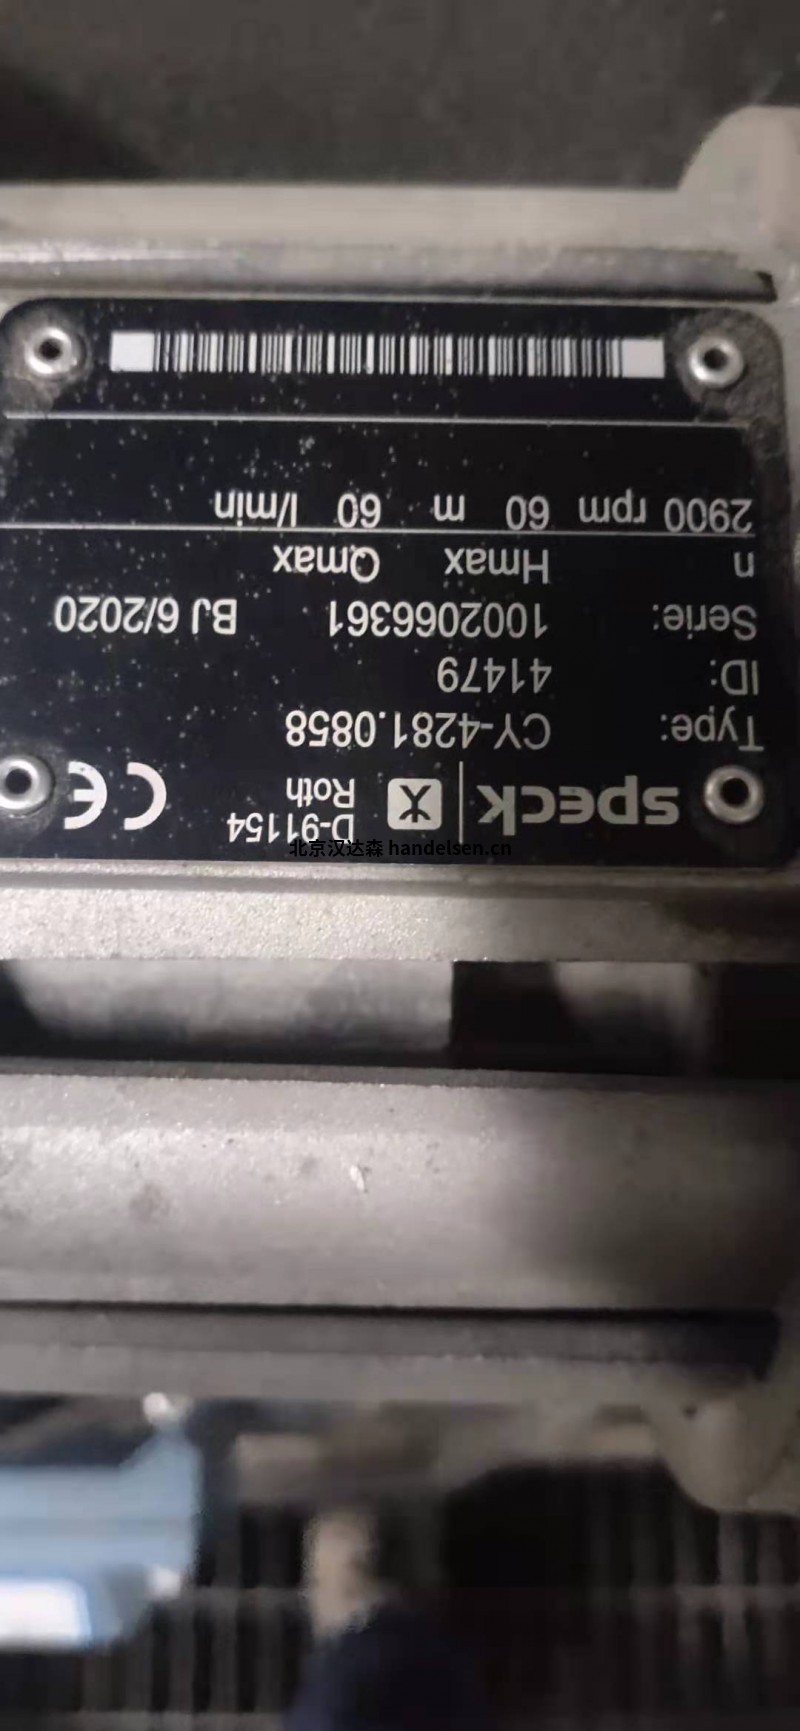 speck
D-91154
Roth
CE
Type: CY-4281.0858
ID: 41479
Serie: 1002066361 BJ 6/2020
n Hmax Qmax
2900 rpm 60 m 60 l/min
北京汉达森 handelsen.cn